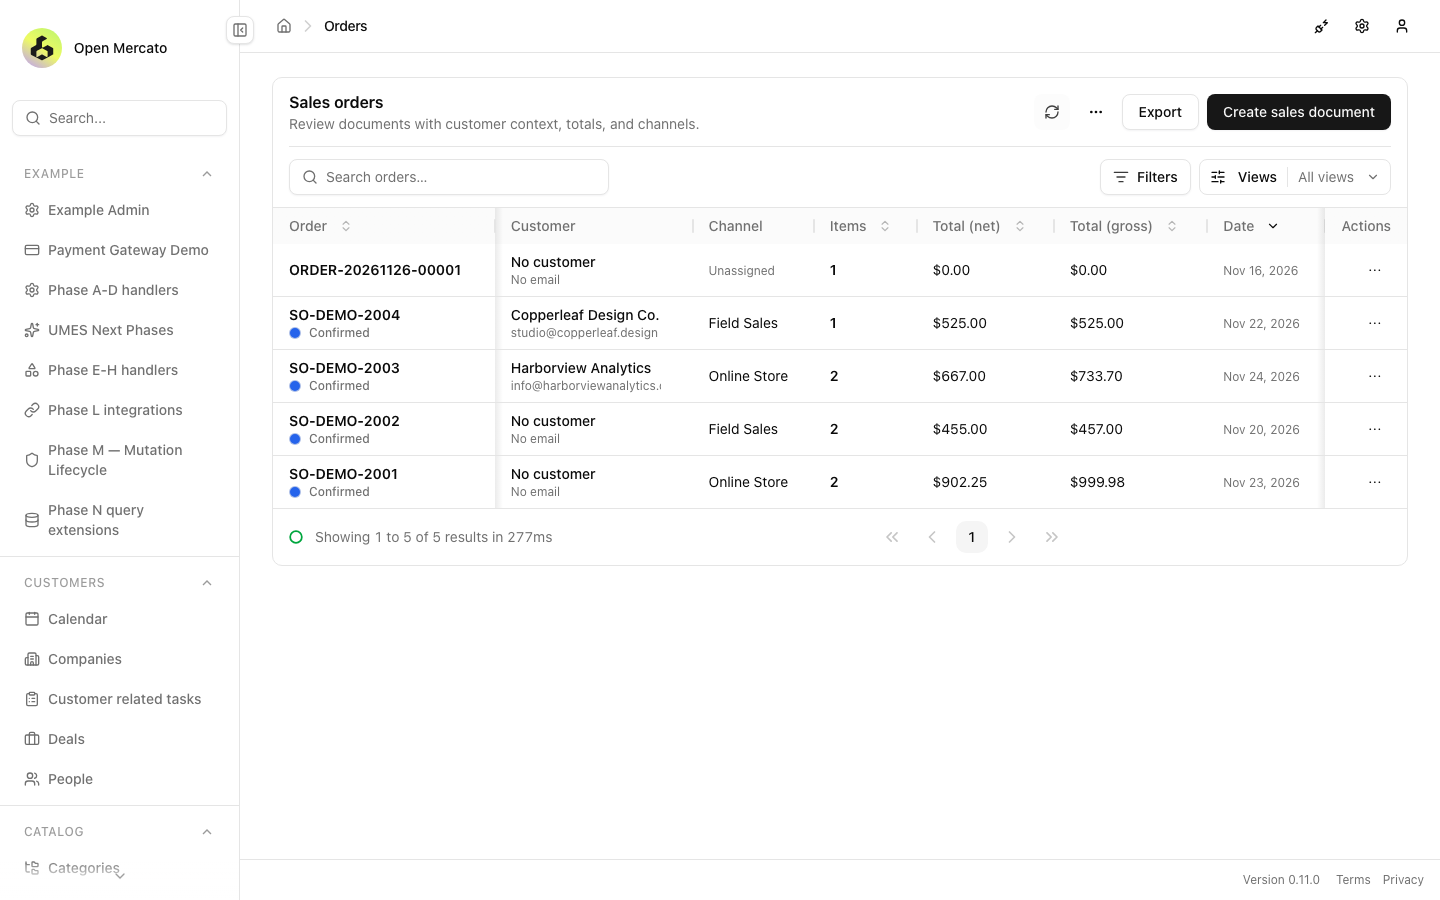 Open Mercato
Orders
Search...
EXAMPLE
Example Admin
Payment Gateway Demo
Phase A-D handlers
UMES Next Phases
Phase E-H handlers
Phase L integrations
Phase M — Mutation
Lifecycle
Phase N query
extensions
CUSTOMERS
Calendar
Companies
Customer related tasks
Deals
People
CATALOG
Categories
Sales orders
Review documents with customer context, totals, and channels.
Export
Create sales document
Search orders...
Filters
Views
All views
Order Customer Channel Items Total (net) Total (gross) Date Actions
ORDER-20261126-00001 No customer Unassigned 1 $0.00 $0.00 Nov 16, 2026
No email
SO-DEMO-2004 Copperleaf Design Co. Field Sales 1 $525.00 $525.00 Nov 22, 2026
Confirmed studio@copperleaf.design
SO-DEMO-2003 Harborview Analytics Online Store 2 $667.00 $733.70 Nov 24, 2026
Confirmed info@harborviewanalytics.
SO-DEMO-2002 No customer Field Sales 2 $455.00 $457.00 Nov 20, 2026
Confirmed No email
SO-DEMO-2001 No customer Online Store 2 $902.25 $999.98 Nov 23, 2026
Confirmed No email
Showing 1 to 5 of 5 results in 277ms
1
Version 0.11.0 Terms Privacy